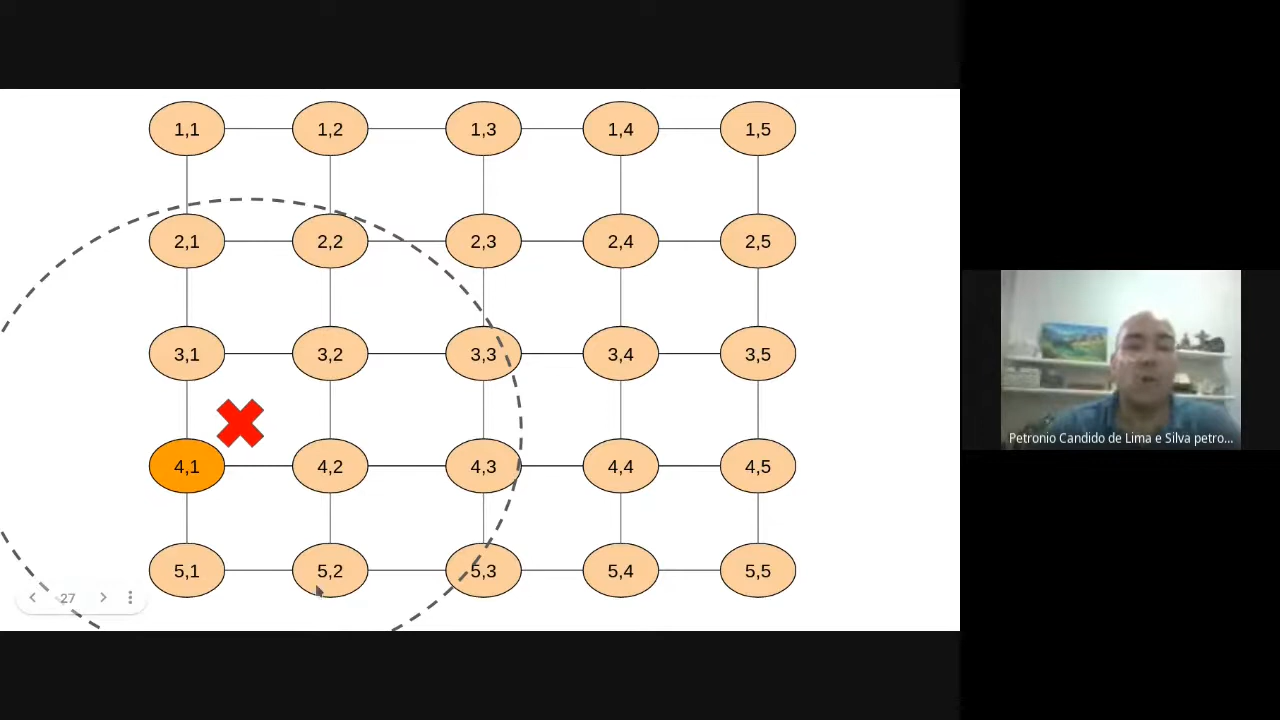 1,1 1,2 1,3 1,4 1,5
2,1 2,2 2,3 2,4 2,5
3,1 3,2 3,3 3,4 3,5
4,1 4,2 4,3 4,4 4,5
Petronio Candido de Lima e Silva petro...
5,1 5,2 5,3 5,4 5,5
27